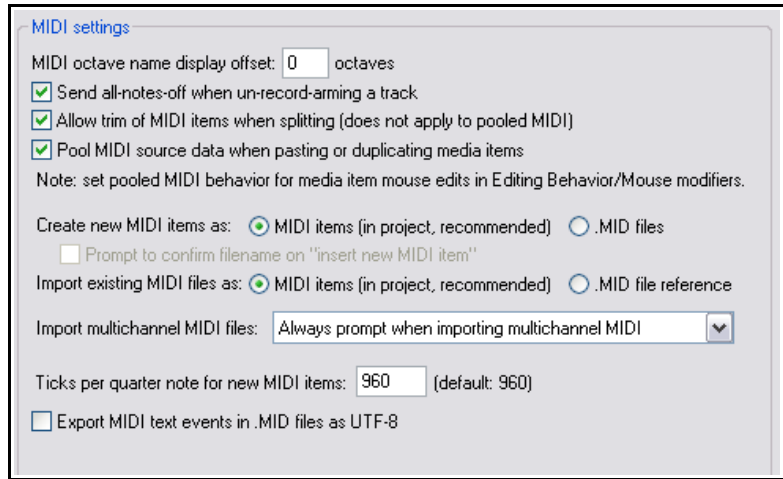 MIDI settings
MIDI octave name display offset: 0 octaves
Send all-notes-off when un-record-arming a track
Allow trim of MIDI items when splitting (does not apply to pooled MIDI)
Pool MIDI source data when pasting or duplicating media items
Note: set pooled MIDI behavior for media item mouse edits in Editing Behavior/Mouse modifiers.
Create new MIDI items as: MIDI items (in project, recommended) .MID files
Prompt to confirm filename on "insert new MIDI item"
Import existing MIDI files as: MIDI items (in project, recommended) .MID file reference
Import multichannel MIDI files: Always prompt when importing multichannel MIDI
Ticks per quarter note for new MIDI items: 960 (default: 960)
Export MIDI text events in .MID files as UTF-8